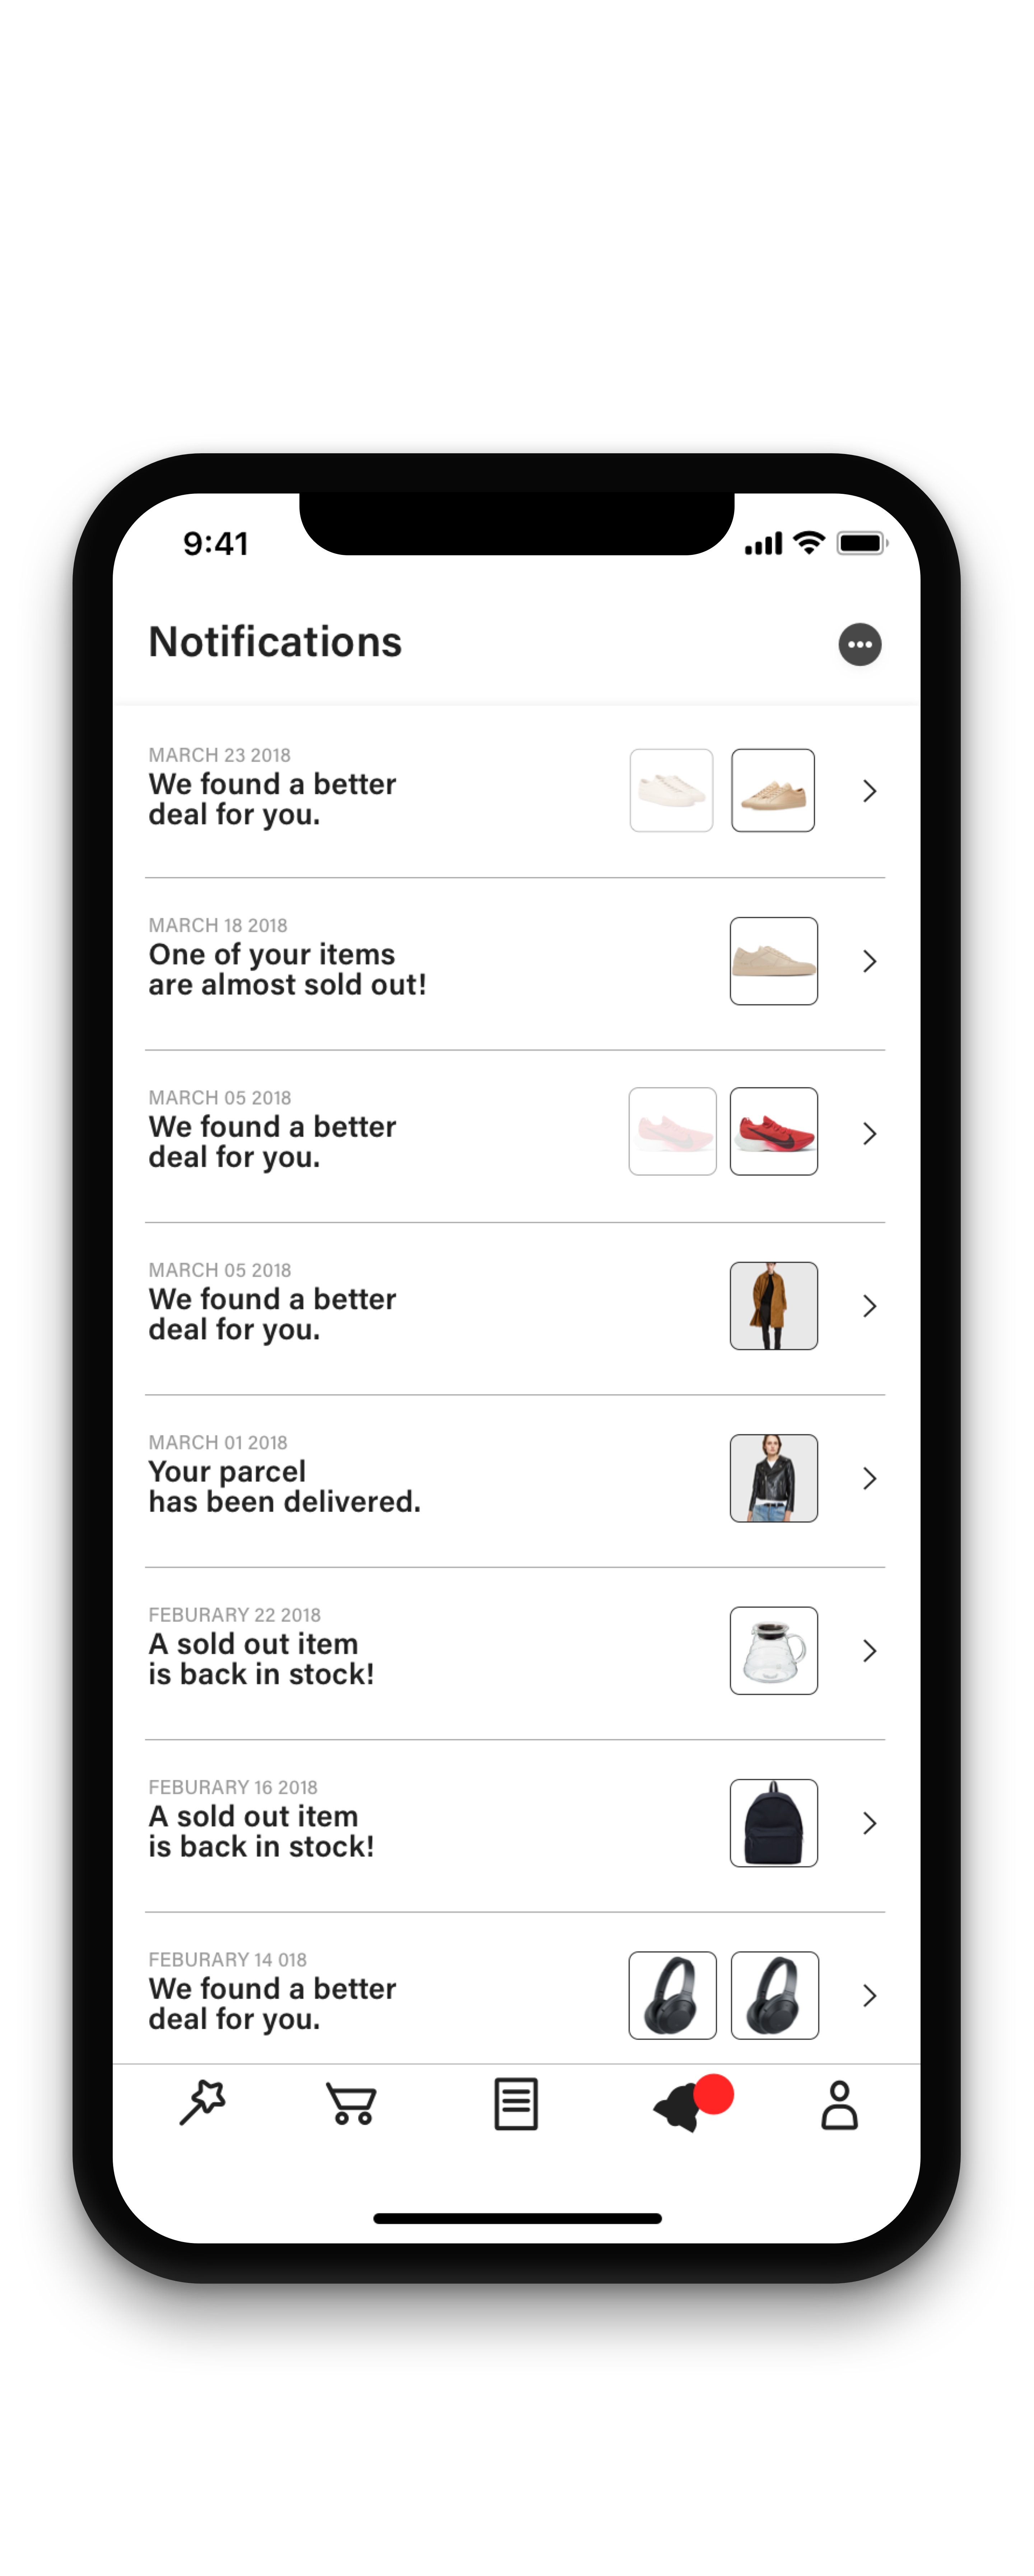 9:41
Notifications
MARCH 23 2018
We found a better
deal for you.
MARCH 18 2018
One of your items
are almost sold out!
MARCH 05 2018
We found a better
deal for you.
MARCH 05 2018
We found a better
deal for you.
MARCH 01 2018
Your parcel
has been delivered.
FEBURARY 22 2018
A sold out item
is back in stock!
FEBURARY 16 2018
A sold out item
is back in stock!
FEBURARY 14 018
We found a better
deal for you.